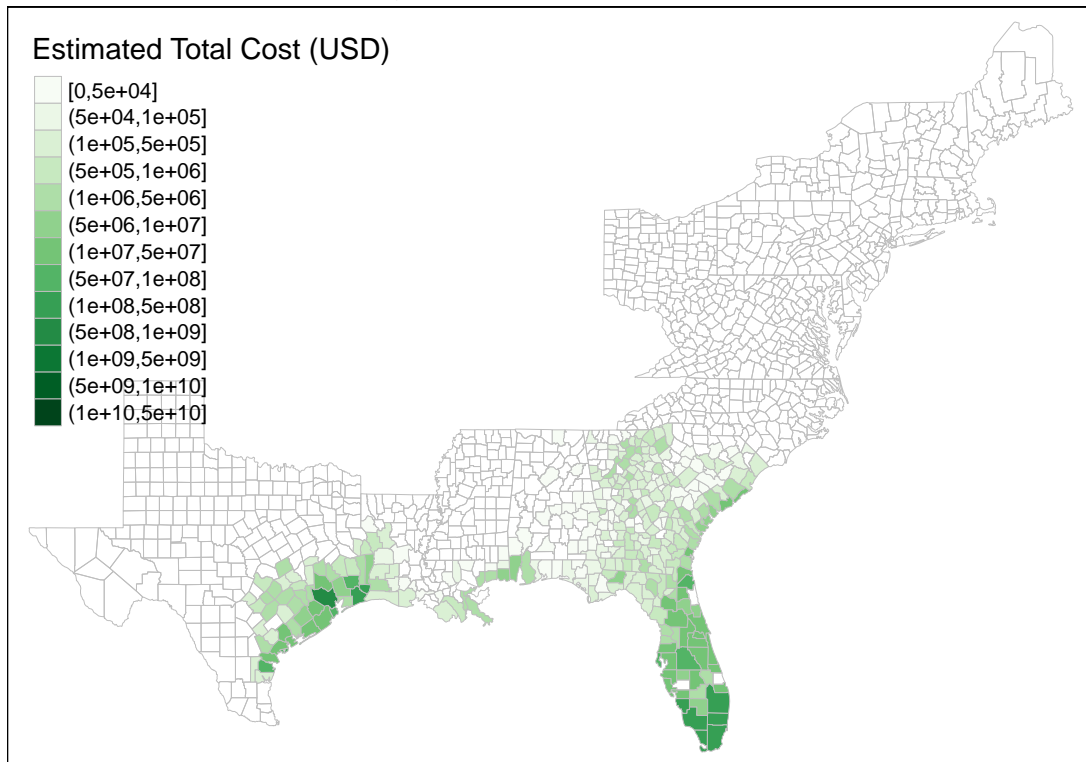 Estimated Total Cost (USD)
[0,5e+04]
(5e+04,1e+05]
(1e+05,5e+05]
(5e+05,1e+06]
(1e+06,5e+06]
(5e+06,1e+07]
(1e+07,5e+07]
(5e+07,1e+08]
(1e+08,5e+08]
(5e+08,1e+09]
(1e+09,5e+09]
(5e+09,1e+10]
(1e+10,5e+10]